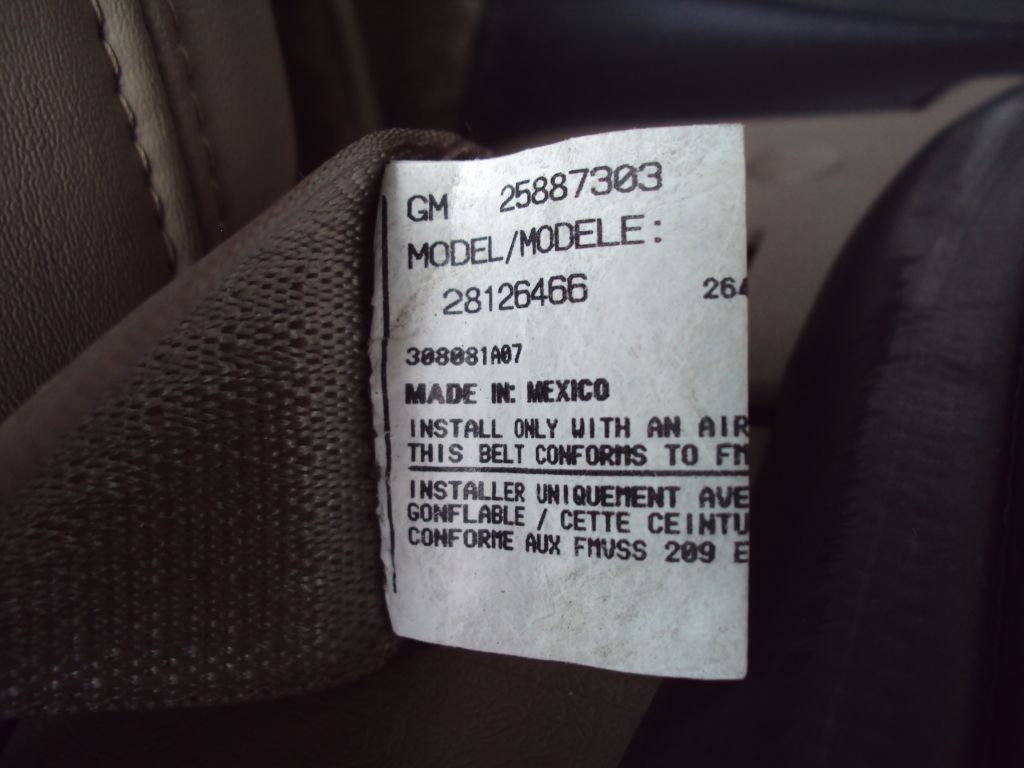 GM 25887303
MODEL/MODELE:
28126466 264
308081A07
MADE IN: MEXICO
INSTALL ONLY WITH AN AIR
THIS BELT CONFORMS TO FM
INSTALLER UNIQUEMENT AVE
GONFLABLE / CETTE CEINTU
CONFORME AUX FMVSS 209 E